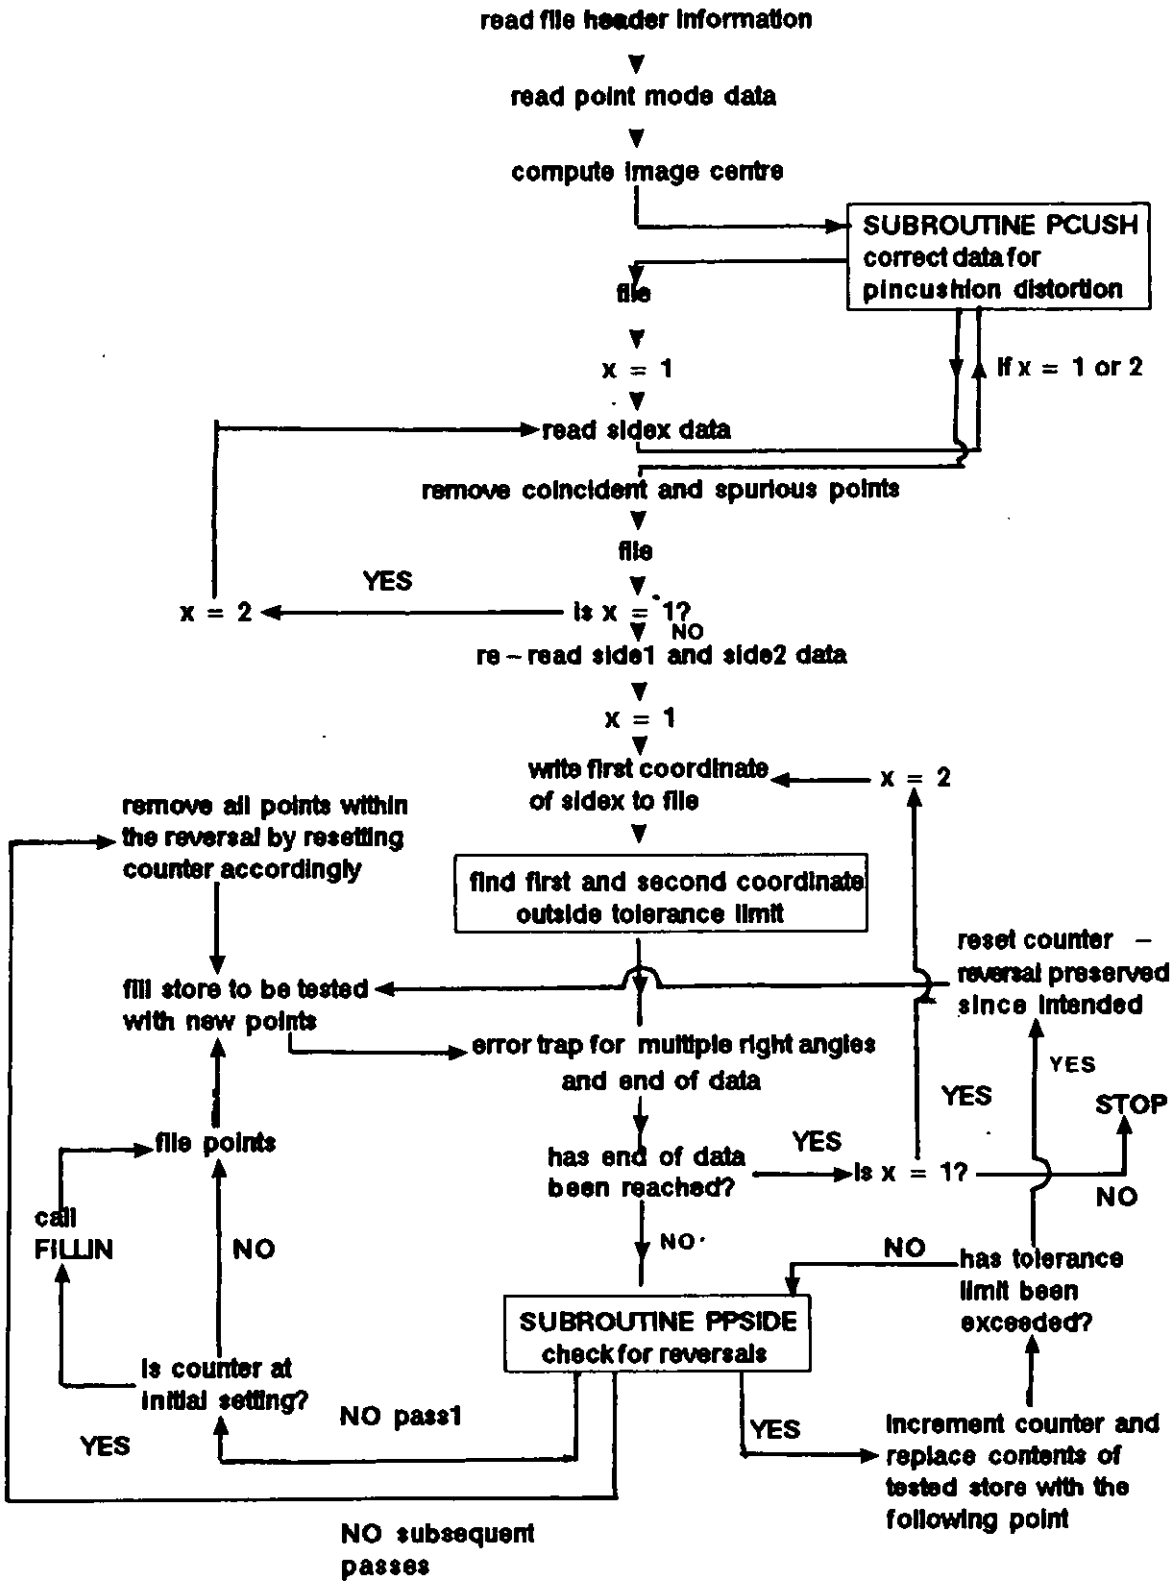 read file header information
read point mode data
compute image centre
SUBROUTINE PCUSH
correct data for
pincushion distortion
file
x = 1
if x = 1 or 2
read sidex data
remove coincident and spurious points
file
YES
x = 2
is x = 1?
NO
re-read side1 and side2 data
x = 1
write first coordinate
of sidex to file
x = 2
remove all points within
the reversal by resetting
counter accordingly
find first and second coordinate
outside tolerance limit
reset counter –
reversal preserved
since intended
fill store to be tested
with new points
error trap for multiple right angles
and end of data
YES
YES
STOP
file points
has end of data
been reached?
YES
is x = 1?
NO
call
FILLIN
NO
NO
NO
has tolerance
limit been
exceeded?
SUBROUTINE PPSIDE
check for reversals
is counter at
initial setting?
YES
NO pass1
YES
increment counter and
replace contents of
tested store with the
following point
NO subsequent
passes